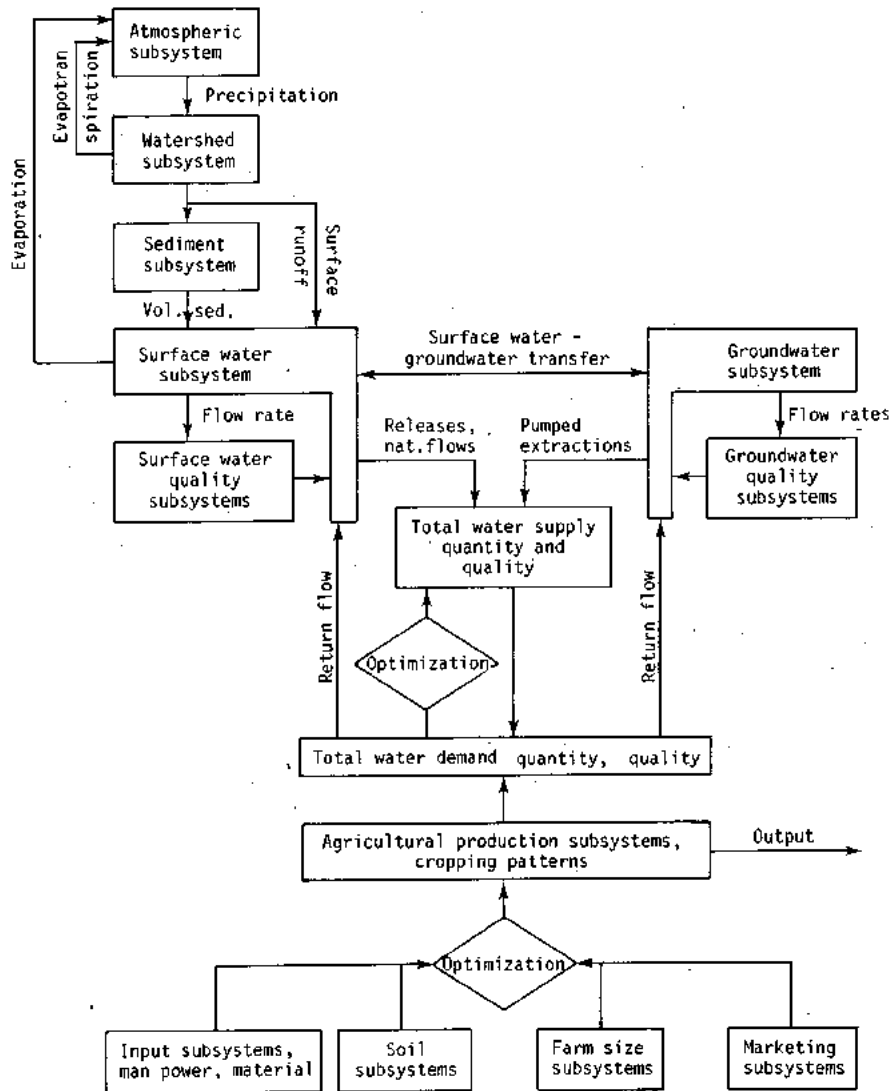 Atmospheric
subsystem
Evapotran
spiration
Precipitation
Watershed
subsystem
Evaporation
Sediment
subsystem
Surface
runoff
Vol. sed.
Surface water
subsystem
Surface water -
groundwater transfer
Groundwater
subsystem
Flow rate
Releases,
nat.flows
Pumped
extractions
Flow rates
Surface water
quality
subsystems
Groundwater
quality
subsystems
Total water supply
quantity and
quality
Return flow
Optimization
Return flow
Total water demand quantity, quality
Agricultural production subsystems,
cropping patterns
Output
Optimization
Input subsystems,
man power, material
Soil
subsystems
Farm size
subsystems
Marketing
subsystems